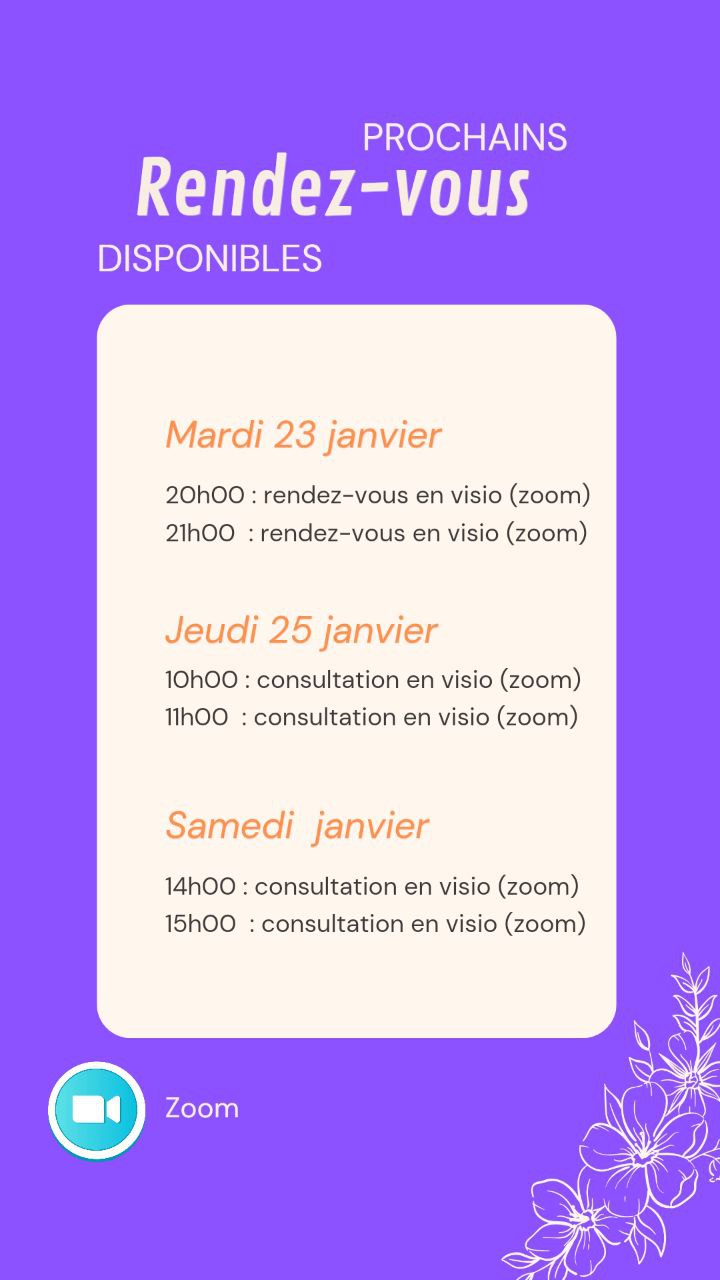 PROCHAINS
Rendez-vous
DISPONIBLES
Mardi 23 janvier
20h00 : rendez-vous en visio (zoom)
21h00 : rendez-vous en visio (zoom)
Jeudi 25 janvier
10h00 : consultation en visio (zoom)
11h00 : consultation en visio (zoom)
Samedi janvier
14h00 : consultation en visio (zoom)
15h00 : consultation en visio (zoom)
Zoom